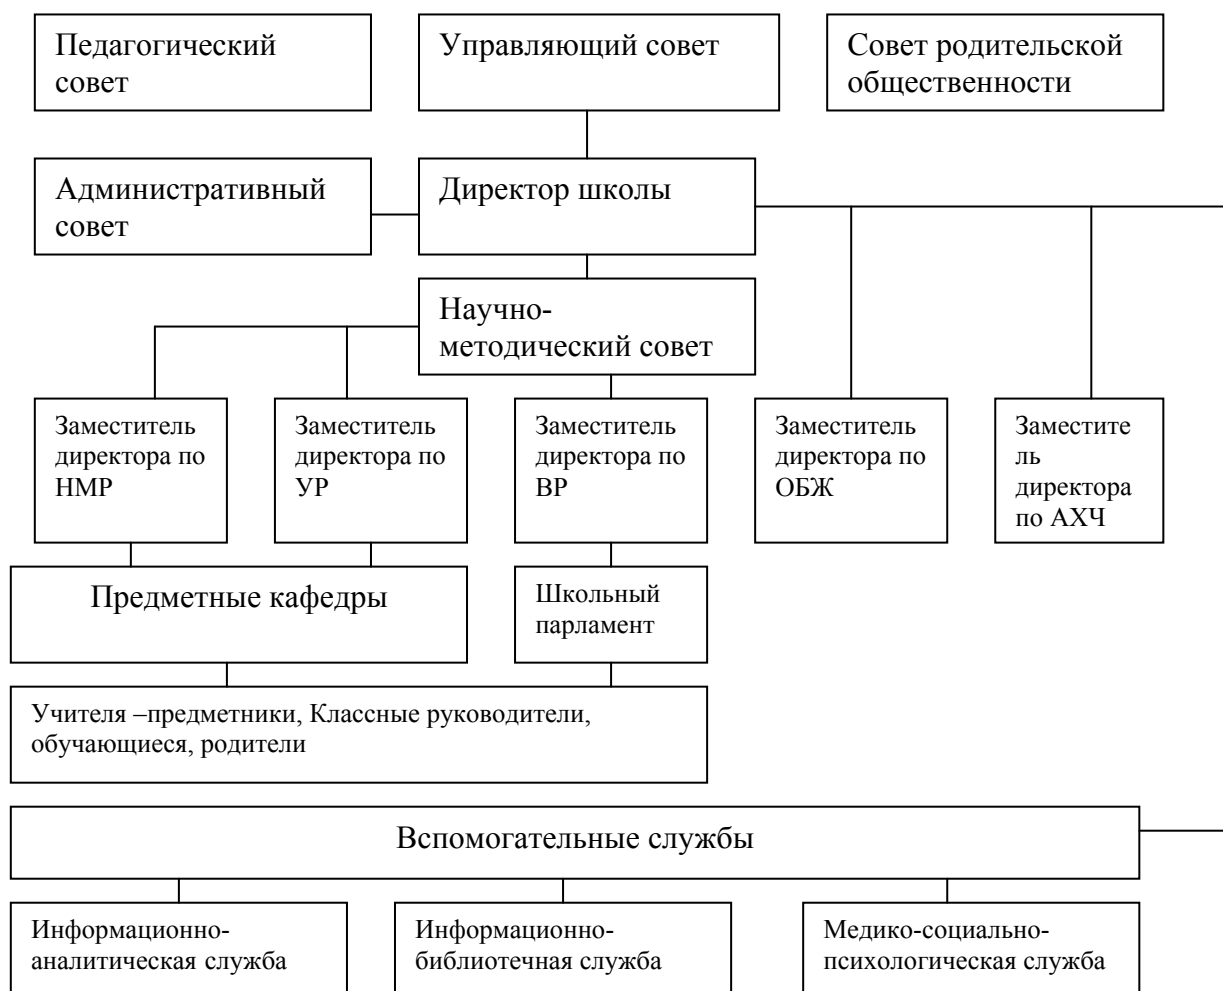 Педагогический
совет
Управляющий совет
Совет родительской
общественности
Административный
совет
Директор школы
Научно-
методический совет
Заместитель
директора по
НМР
Заместитель
директора по
УР
Заместитель
директора по
ВР
Заместитель
директора по
ОБЖ
Заместите
ль
директора
по АХЧ
Предметные кафедры
Школьный
парламент
Учителя –предметники, Классные руководители,
обучающиеся, родители
Вспомогательные службы
Информационно-
аналитическая служба
Информационно-
библиотечная служба
Медико-социально-
психологическая служба